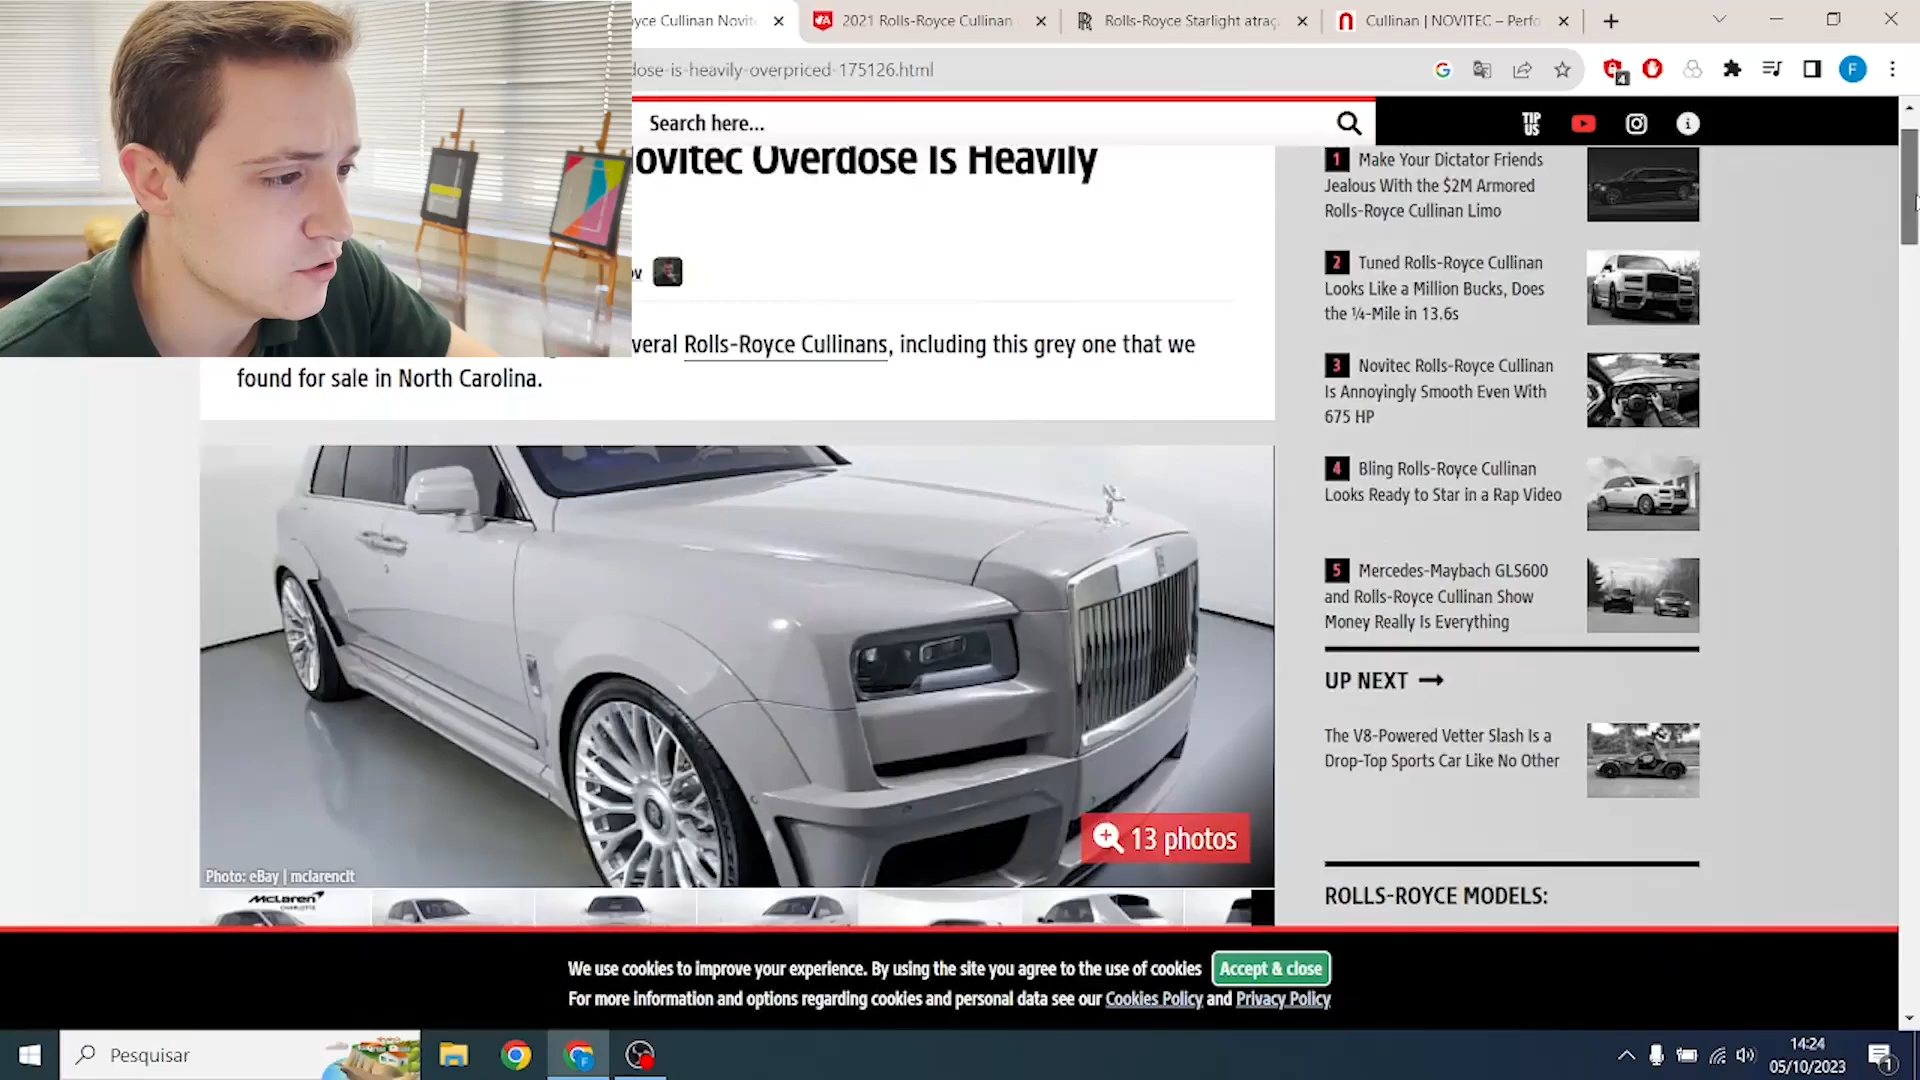 yce Cullinan Novit
2021 Rolls-Royce Cullinan
Rolls-Royce Starlight atraç
Cullinan | NOVITEC – Perfo
dose-is-heavily-overpriced-175126.html
4
F
Search here...
TIP
US
ovitec Overdose Is Heavily
ov
veral Rolls-Royce Cullinans, including this grey one that we
found for sale in North Carolina.
13 photos
Photo: eBay | mclarenclt
McLaren
CHARLOTTE
1 Make Your Dictator Friends
Jealous With the $2M Armored
Rolls-Royce Cullinan Limo
2 Tuned Rolls-Royce Cullinan
Looks Like a Million Bucks, Does
the ¼-Mile in 13.6s
3 Novitec Rolls-Royce Cullinan
Is Annoyingly Smooth Even With
675 HP
4 Bling Rolls-Royce Cullinan
Looks Ready to Star in a Rap Video
5 Mercedes-Maybach GLS600
and Rolls-Royce Cullinan Show
Money Really Is Everything
UP NEXT →
The V8-Powered Vetter Slash Is a
Drop-Top Sports Car Like No Other
ROLLS-ROYCE MODELS:
We use cookies to improve your experience. By using the site you agree to the use of cookies
Accept & close
For more information and options regarding cookies and personal data see our Cookies Policy and Privacy Policy
Pesquisar
14:24
05/10/2023
1